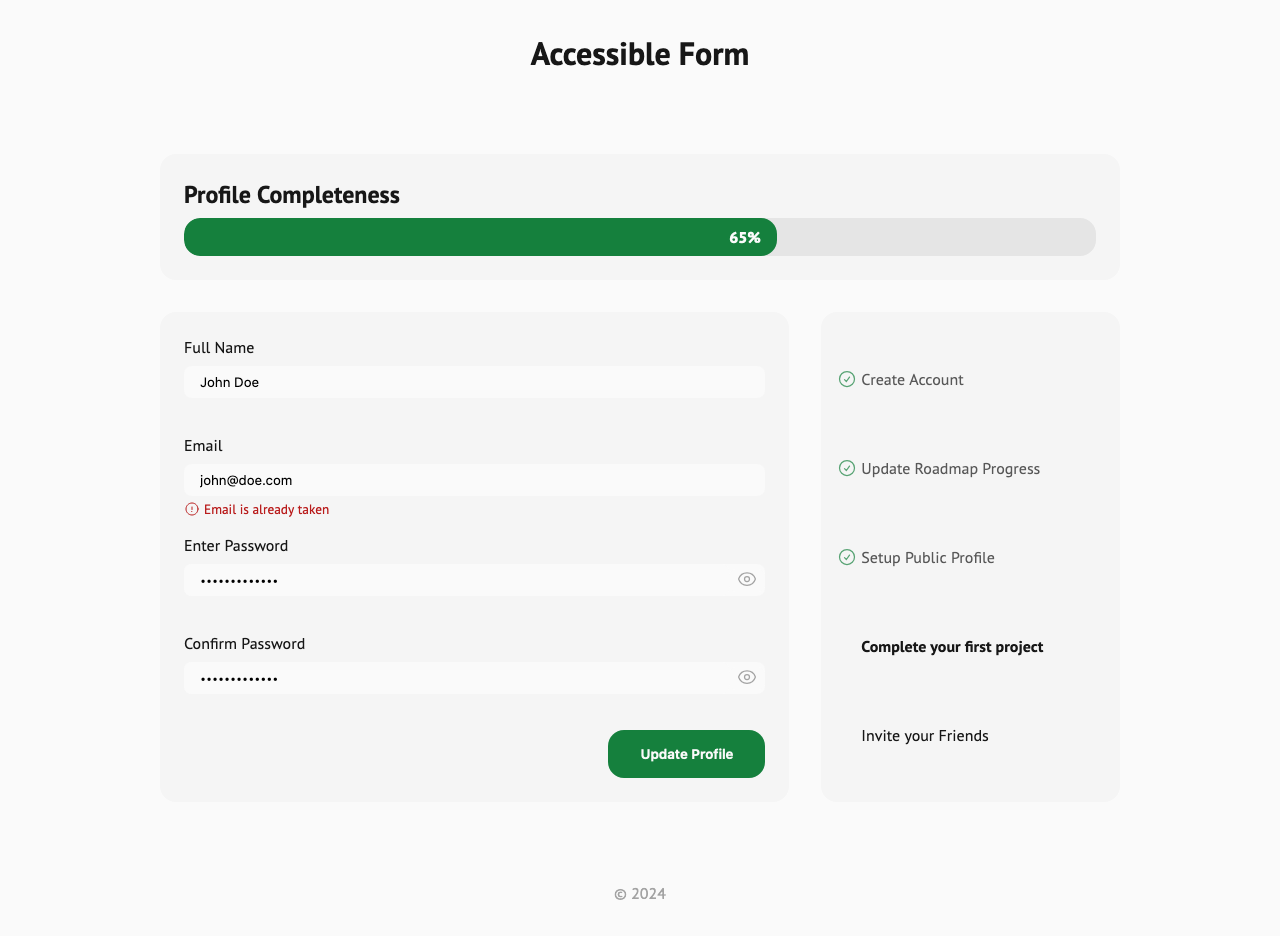 Accessible Form
Profile Completeness
65%
Full Name
John Doe
Email
john@doe.com
Email is already taken
Enter Password
•••••••••••••
Confirm Password
•••••••••••••
Update Profile
Create Account
Update Roadmap Progress
Setup Public Profile
Complete your first project
Invite your Friends
© 2024